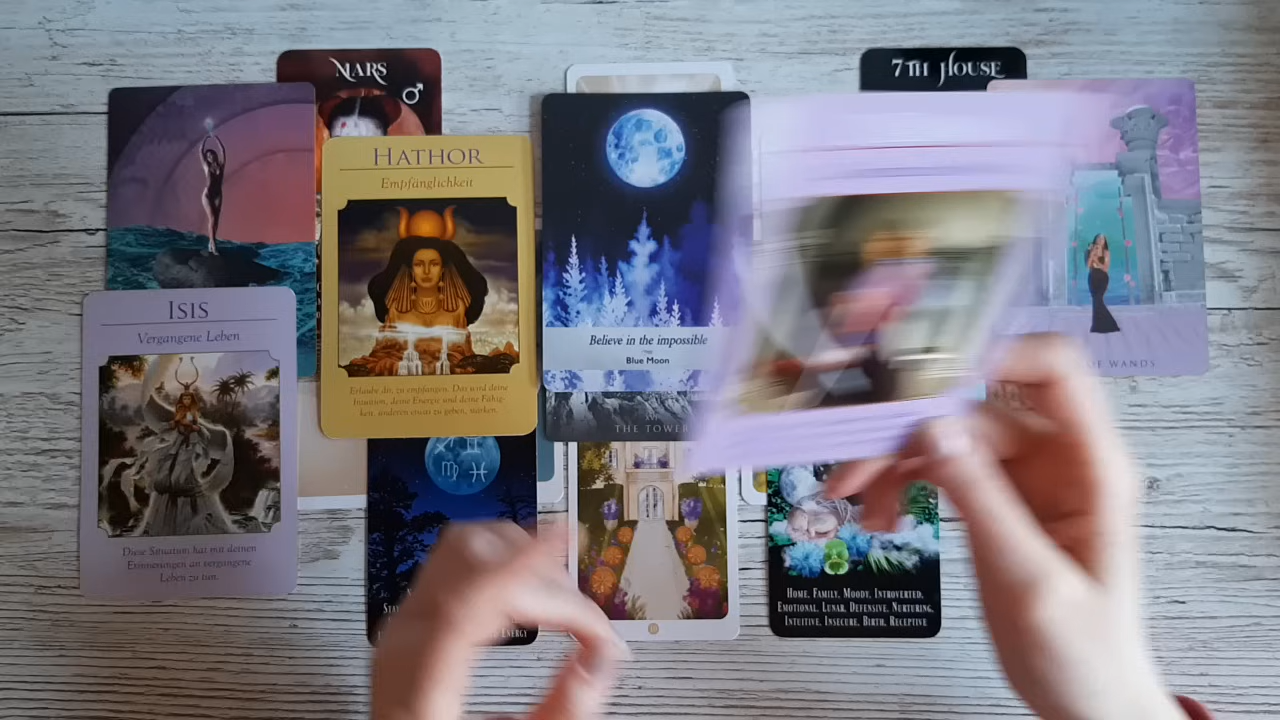 MARS
7TH HOUSE
HATHOR
Empfänglichkeit
Erlaube dir, zu empfangen. Das wird deine
Intuition, deine Energie und deine Fähig-
keit, anderen etwas zu geben, stärken.
ISIS
Vergangene Leben
Diese Situation hat mit deinen
Erinnerungen an vergangene
Leben zu tun.
Believe in the impossible
Blue Moon
THE TOWER
OF WANDS
HOME, FAMILY, MOODY, INTROVERTED,
EMOTIONAL, LUNAR, DEFENSIVE, NURTURING,
INTUITIVE, INSECURE, BIRTH, RECEPTIVE
ENERGY